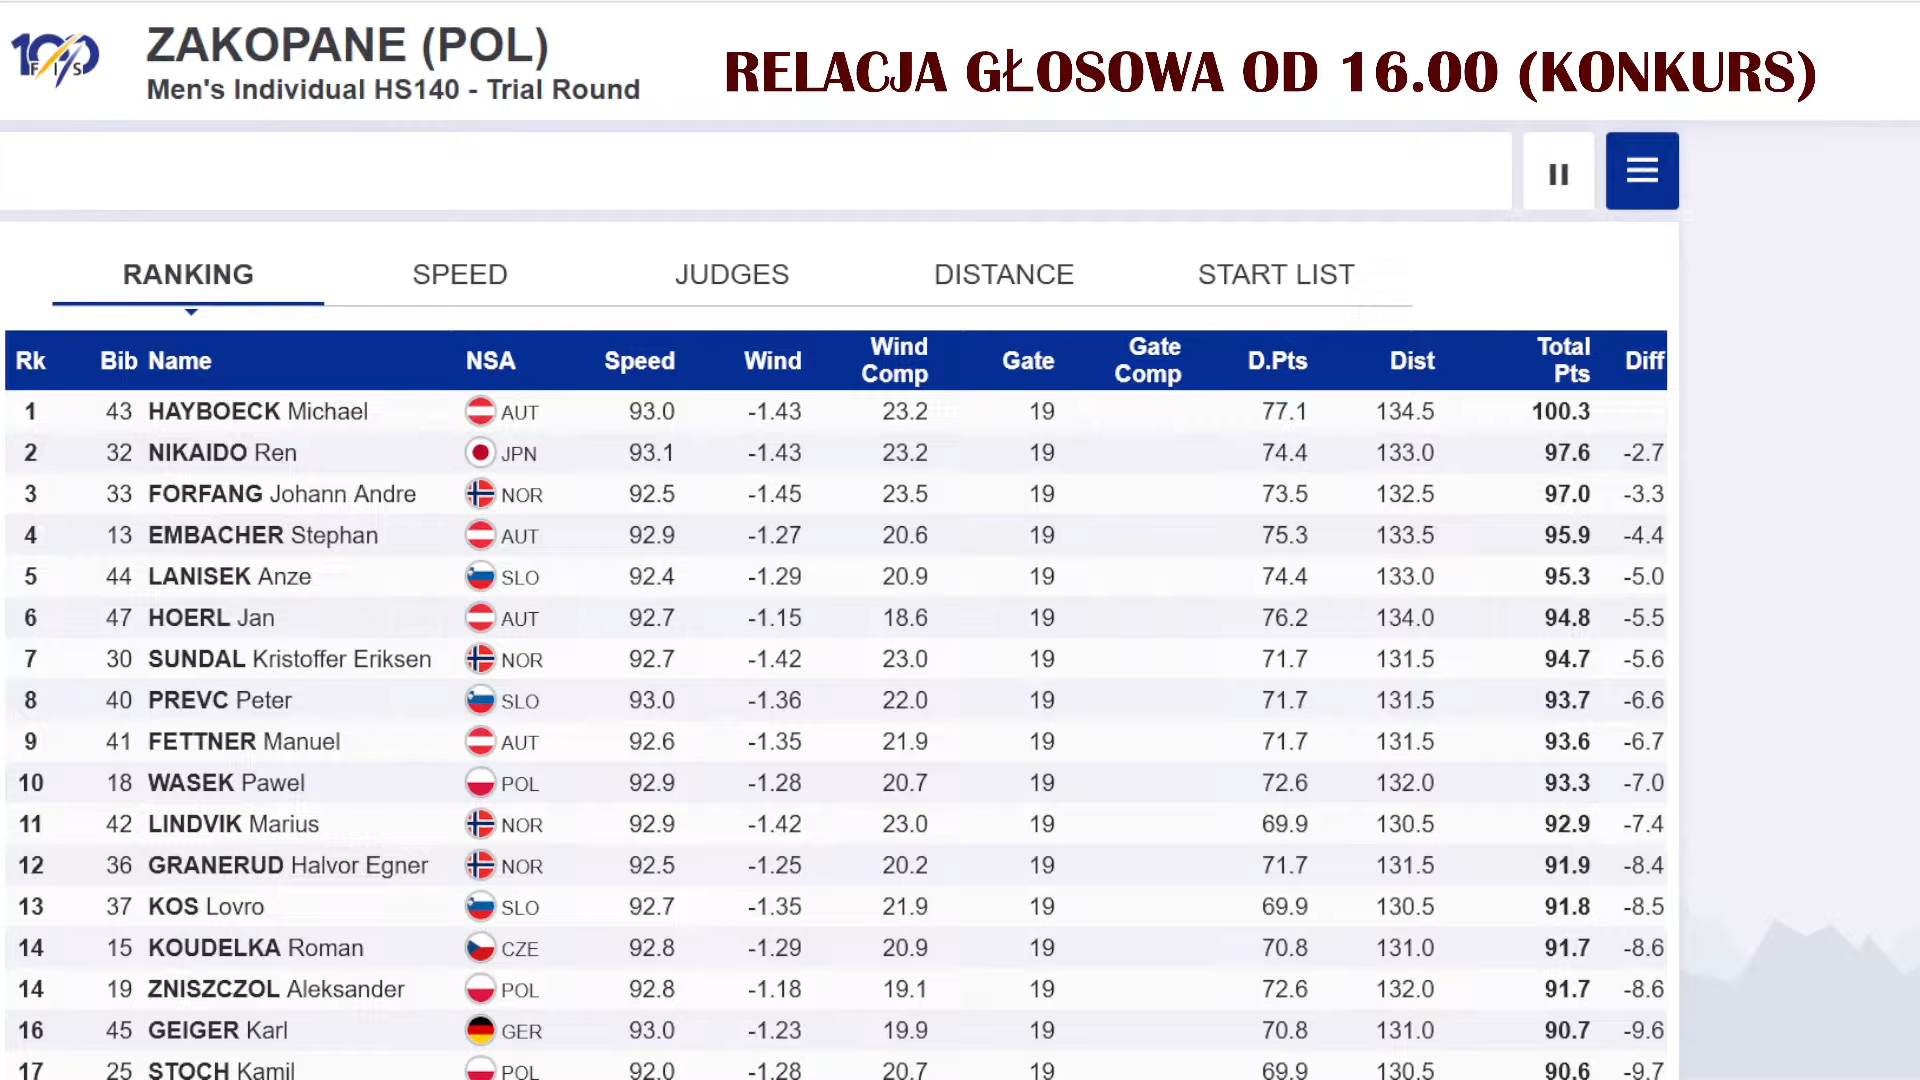 100 FIS
ZAKOPANE (POL)
Men's Individual HS140 - Trial Round
RELACJA GŁOSOWA OD 16.00 (KONKURS)
RANKING SPEED JUDGES DISTANCE START LIST
Rk Bib Name NSA Speed Wind Wind Comp Gate Gate Comp D.Pts Dist Total Pts Diff
1 43 HAYBOECK Michael AUT 93.0 -1.43 23.2 19 77.1 134.5 100.3
2 32 NIKAIDO Ren JPN 93.1 -1.43 23.2 19 74.4 133.0 97.6 -2.7
3 33 FORFANG Johann Andre NOR 92.5 -1.45 23.5 19 73.5 132.5 97.0 -3.3
4 13 EMBACHER Stephan AUT 92.9 -1.27 20.6 19 75.3 133.5 95.9 -4.4
5 44 LANISEK Anze SLO 92.4 -1.29 20.9 19 74.4 133.0 95.3 -5.0
6 47 HOERL Jan AUT 92.7 -1.15 18.6 19 76.2 134.0 94.8 -5.5
7 30 SUNDAL Kristoffer Eriksen NOR 92.7 -1.42 23.0 19 71.7 131.5 94.7 -5.6
8 40 PREVC Peter SLO 93.0 -1.36 22.0 19 71.7 131.5 93.7 -6.6
9 41 FETTNER Manuel AUT 92.6 -1.35 21.9 19 71.7 131.5 93.6 -6.7
10 18 WASEK Pawel POL 92.9 -1.28 20.7 19 72.6 132.0 93.3 -7.0
11 42 LINDVIK Marius NOR 92.9 -1.42 23.0 19 69.9 130.5 92.9 -7.4
12 36 GRANERUD Halvor Egner NOR 92.5 -1.25 20.2 19 71.7 131.5 91.9 -8.4
13 37 KOS Lovro SLO 92.7 -1.35 21.9 19 69.9 130.5 91.8 -8.5
14 15 KOUDELKA Roman CZE 92.8 -1.29 20.9 19 70.8 131.0 91.7 -8.6
14 19 ZNISZCZOL Aleksander POL 92.8 -1.18 19.1 19 72.6 132.0 91.7 -8.6
16 45 GEIGER Karl GER 93.0 -1.23 19.9 19 70.8 131.0 90.7 -9.6
17 25 STOCH Kamil POL 92.0 -1.28 20.7 19 69.9 130.5 90.6 -9.7